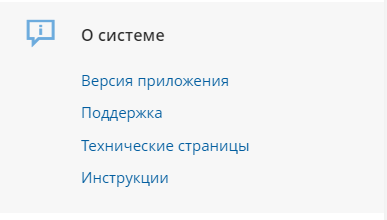 О системе
Версия приложения
Поддержка
Технические страницы
Инструкции